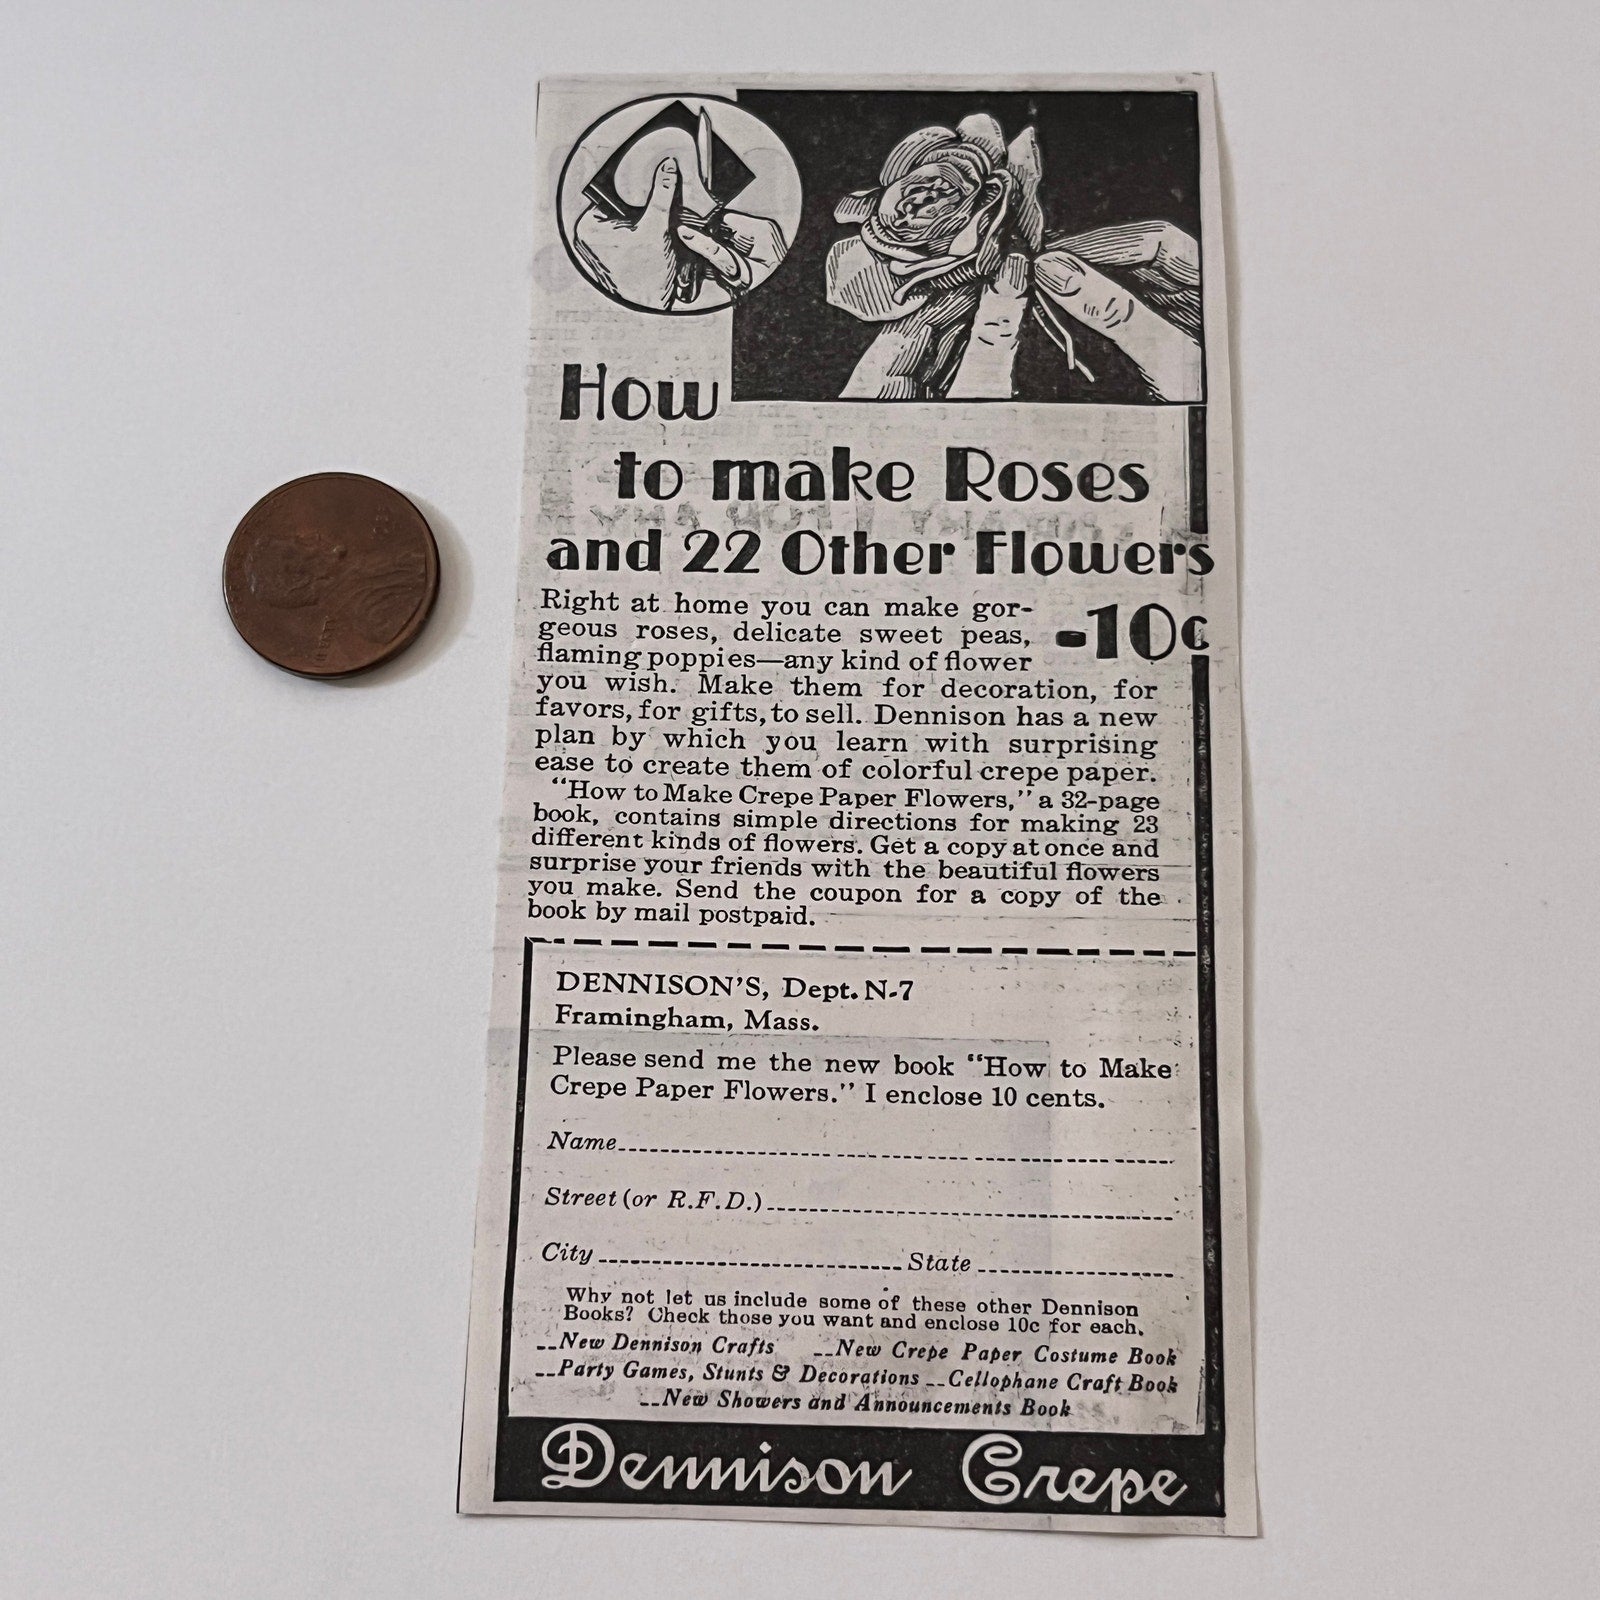 How
to make Roses
and 22 Other Flowers
-10c
Right at home you can make gor-
geous roses, delicate sweet peas,
flaming poppies—any kind of flower
you wish. Make them for decoration, for
favors, for gifts, to sell. Dennison has a new
plan by which you learn with surprising
ease to create them of colorful crepe paper.
"How to Make Crepe Paper Flowers," a 32-page
book, contains simple directions for making 23
different kinds of flowers. Get a copy at once and
surprise your friends with the beautiful flowers
you make. Send the coupon for a copy of the
book by mail postpaid.
DENNISON'S, Dept. N-7
Framingham, Mass.
Please send me the new book "How to Make
Crepe Paper Flowers." I enclose 10 cents.
Name
Street (or R.F.D.)
City State
Why not let us include some of these other Dennison
Books? Check those you want and enclose 10c for each.
__New Dennison Crafts __New Crepe Paper Costume Book
__Party Games, Stunts & Decorations __Cellophane Craft Book
__New Showers and Announcements Book
Dennison Crepe